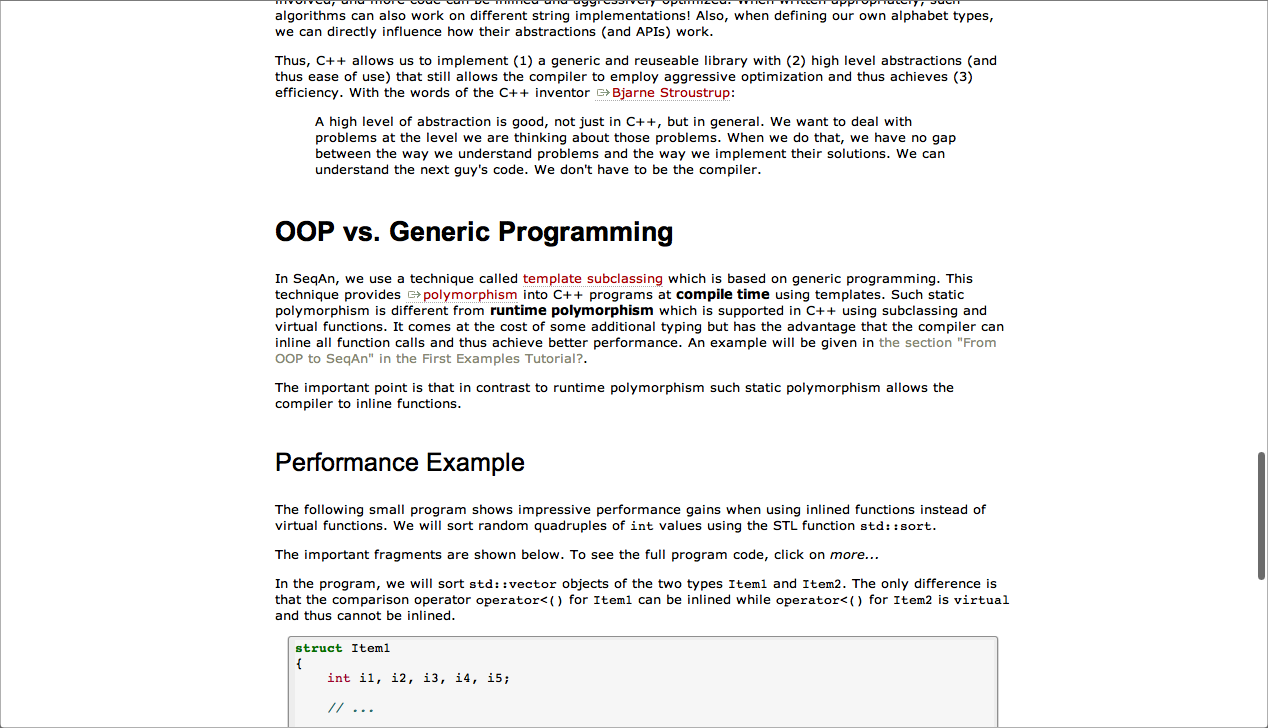 involved, and more code can be inlined and aggressively optimized. When written appropriately, such
algorithms can also work on different string implementations! Also, when defining our own alphabet types,
we can directly influence how their abstractions (and APIs) work.
Thus, C++ allows us to implement (1) a generic and reuseable library with (2) high level abstractions (and
thus ease of use) that still allows the compiler to employ aggressive optimization and thus achieves (3)
efficiency. With the words of the C++ inventor Bjarne Stroustrup:
A high level of abstraction is good, not just in C++, but in general. We want to deal with
problems at the level we are thinking about those problems. When we do that, we have no gap
between the way we understand problems and the way we implement their solutions. We can
understand the next guy's code. We don't have to be the compiler.
OOP vs. Generic Programming
In SeqAn, we use a technique called template subclassing which is based on generic programming. This
technique provides polymorphism into C++ programs at compile time using templates. Such static
polymorphism is different from runtime polymorphism which is supported in C++ using subclassing and
virtual functions. It comes at the cost of some additional typing but has the advantage that the compiler can
inline all function calls and thus achieve better performance. An example will be given in the section "From
OOP to SeqAn" in the First Examples Tutorial?.
The important point is that in contrast to runtime polymorphism such static polymorphism allows the
compiler to inline functions.
Performance Example
The following small program shows impressive performance gains when using inlined functions instead of
virtual functions. We will sort random quadruples of int values using the STL function std::sort.
The important fragments are shown below. To see the full program code, click on more...
In the program, we will sort std::vector objects of the two types Item1 and Item2. The only difference is
that the comparison operator operator<() for Item1 can be inlined while operator<() for Item2 is virtual
and thus cannot be inlined.
struct Item1
{
int i1, i2, i3, i4, i5;
// ...